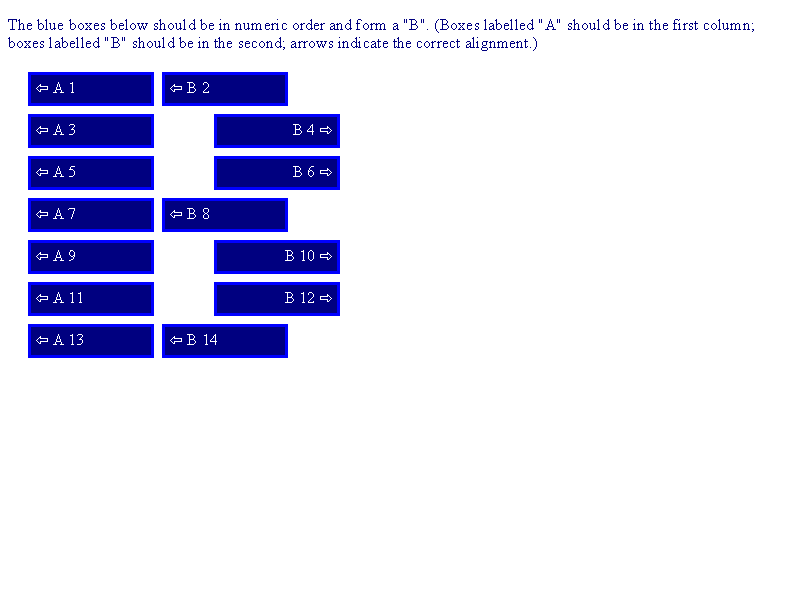 The blue boxes below should be in numeric order and form a "B". (Boxes labelled "A" should be in the first column;
boxes labelled "B" should be in the second; arrows indicate the correct alignment.)
⇦ A 1 ⇦ B 2
⇦ A 3 B 4 ⇨
⇦ A 5 B 6 ⇨
⇦ A 7 ⇦ B 8
⇦ A 9 B 10 ⇨
⇦ A 11 B 12 ⇨
⇦ A 13 ⇦ B 14